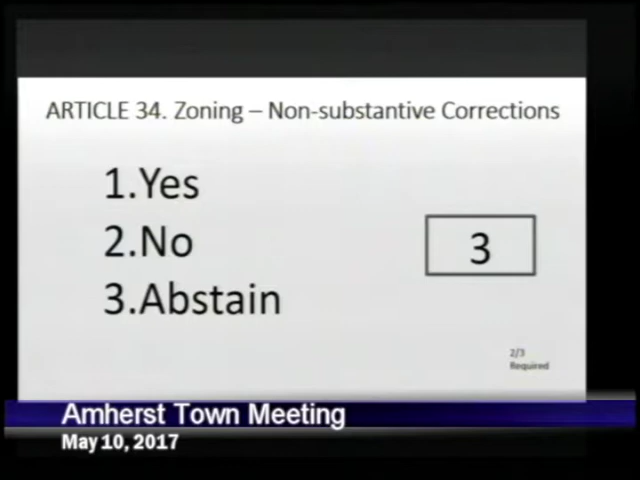 ARTICLE 34. Zoning – Non-substantive Corrections
1.Yes
2.No
3.Abstain
3
2/3
Required
Amherst Town Meeting
May 10, 2017